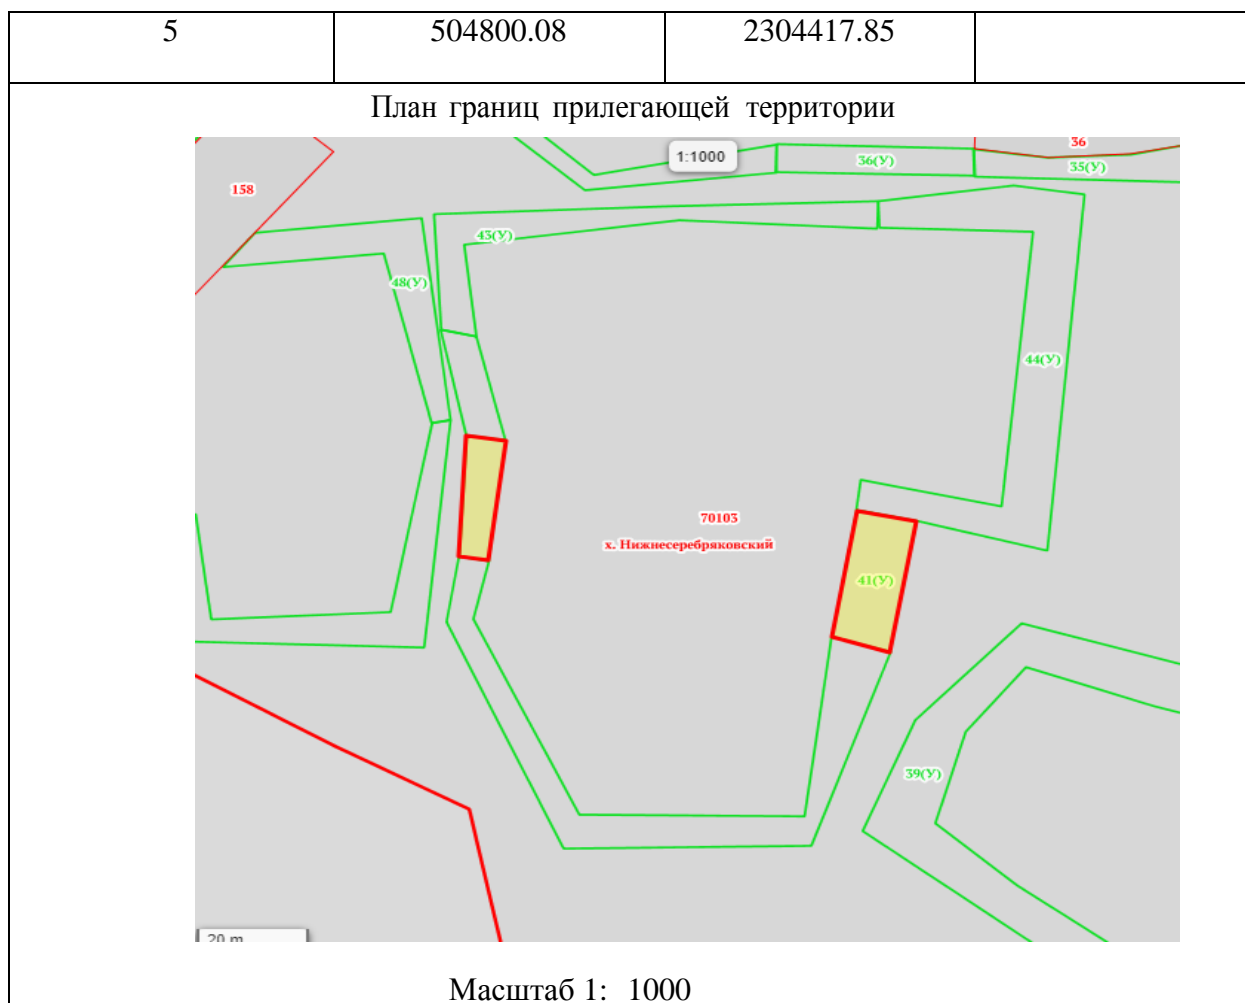 5 504800.08 2304417.85
План границ прилегающей территории
1:1000
36
36(У)
35(У)
158
43(У)
48(У)
44(У)
70103
х. Нижнесеребряковский
41(У)
39(У)
20 m
Масштаб 1: 1000